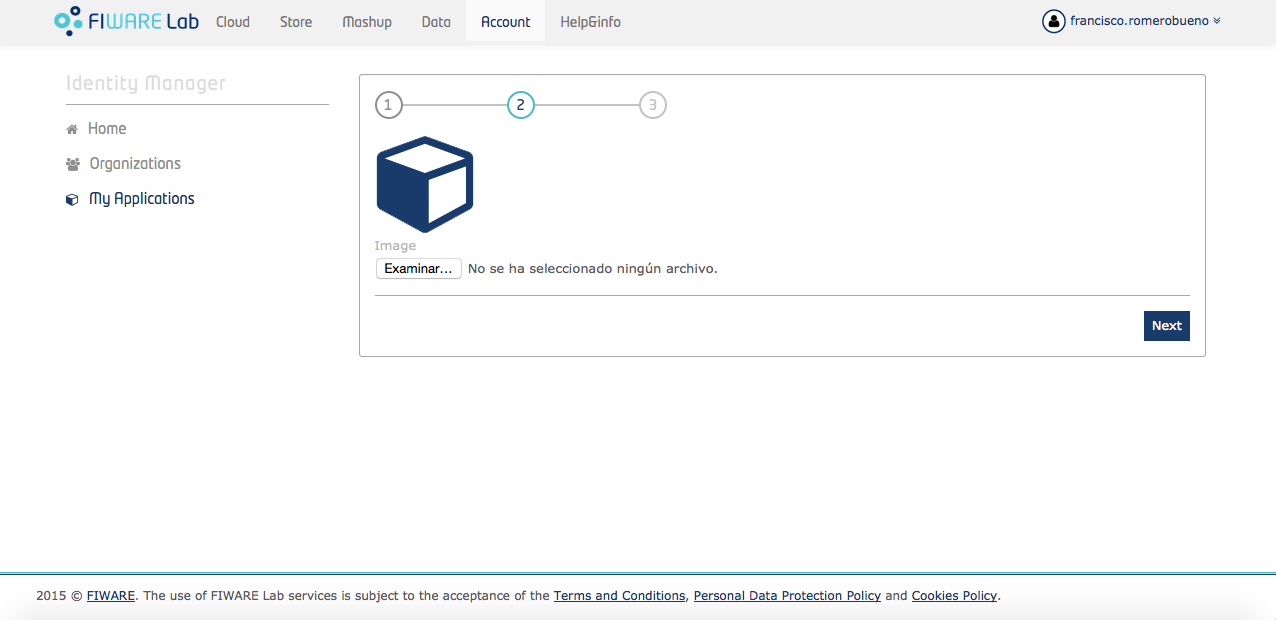 FIWARE Lab Cloud Store Mashup Data Account Help&info francisco.romerobueno
Identity Manager
Home
Organizations
My Applications
1 2 3
Image
Examinar... No se ha seleccionado ningún archivo.
Next
2015 © FIWARE. The use of FIWARE Lab services is subject to the acceptance of the Terms and Conditions, Personal Data Protection Policy and Cookies Policy.